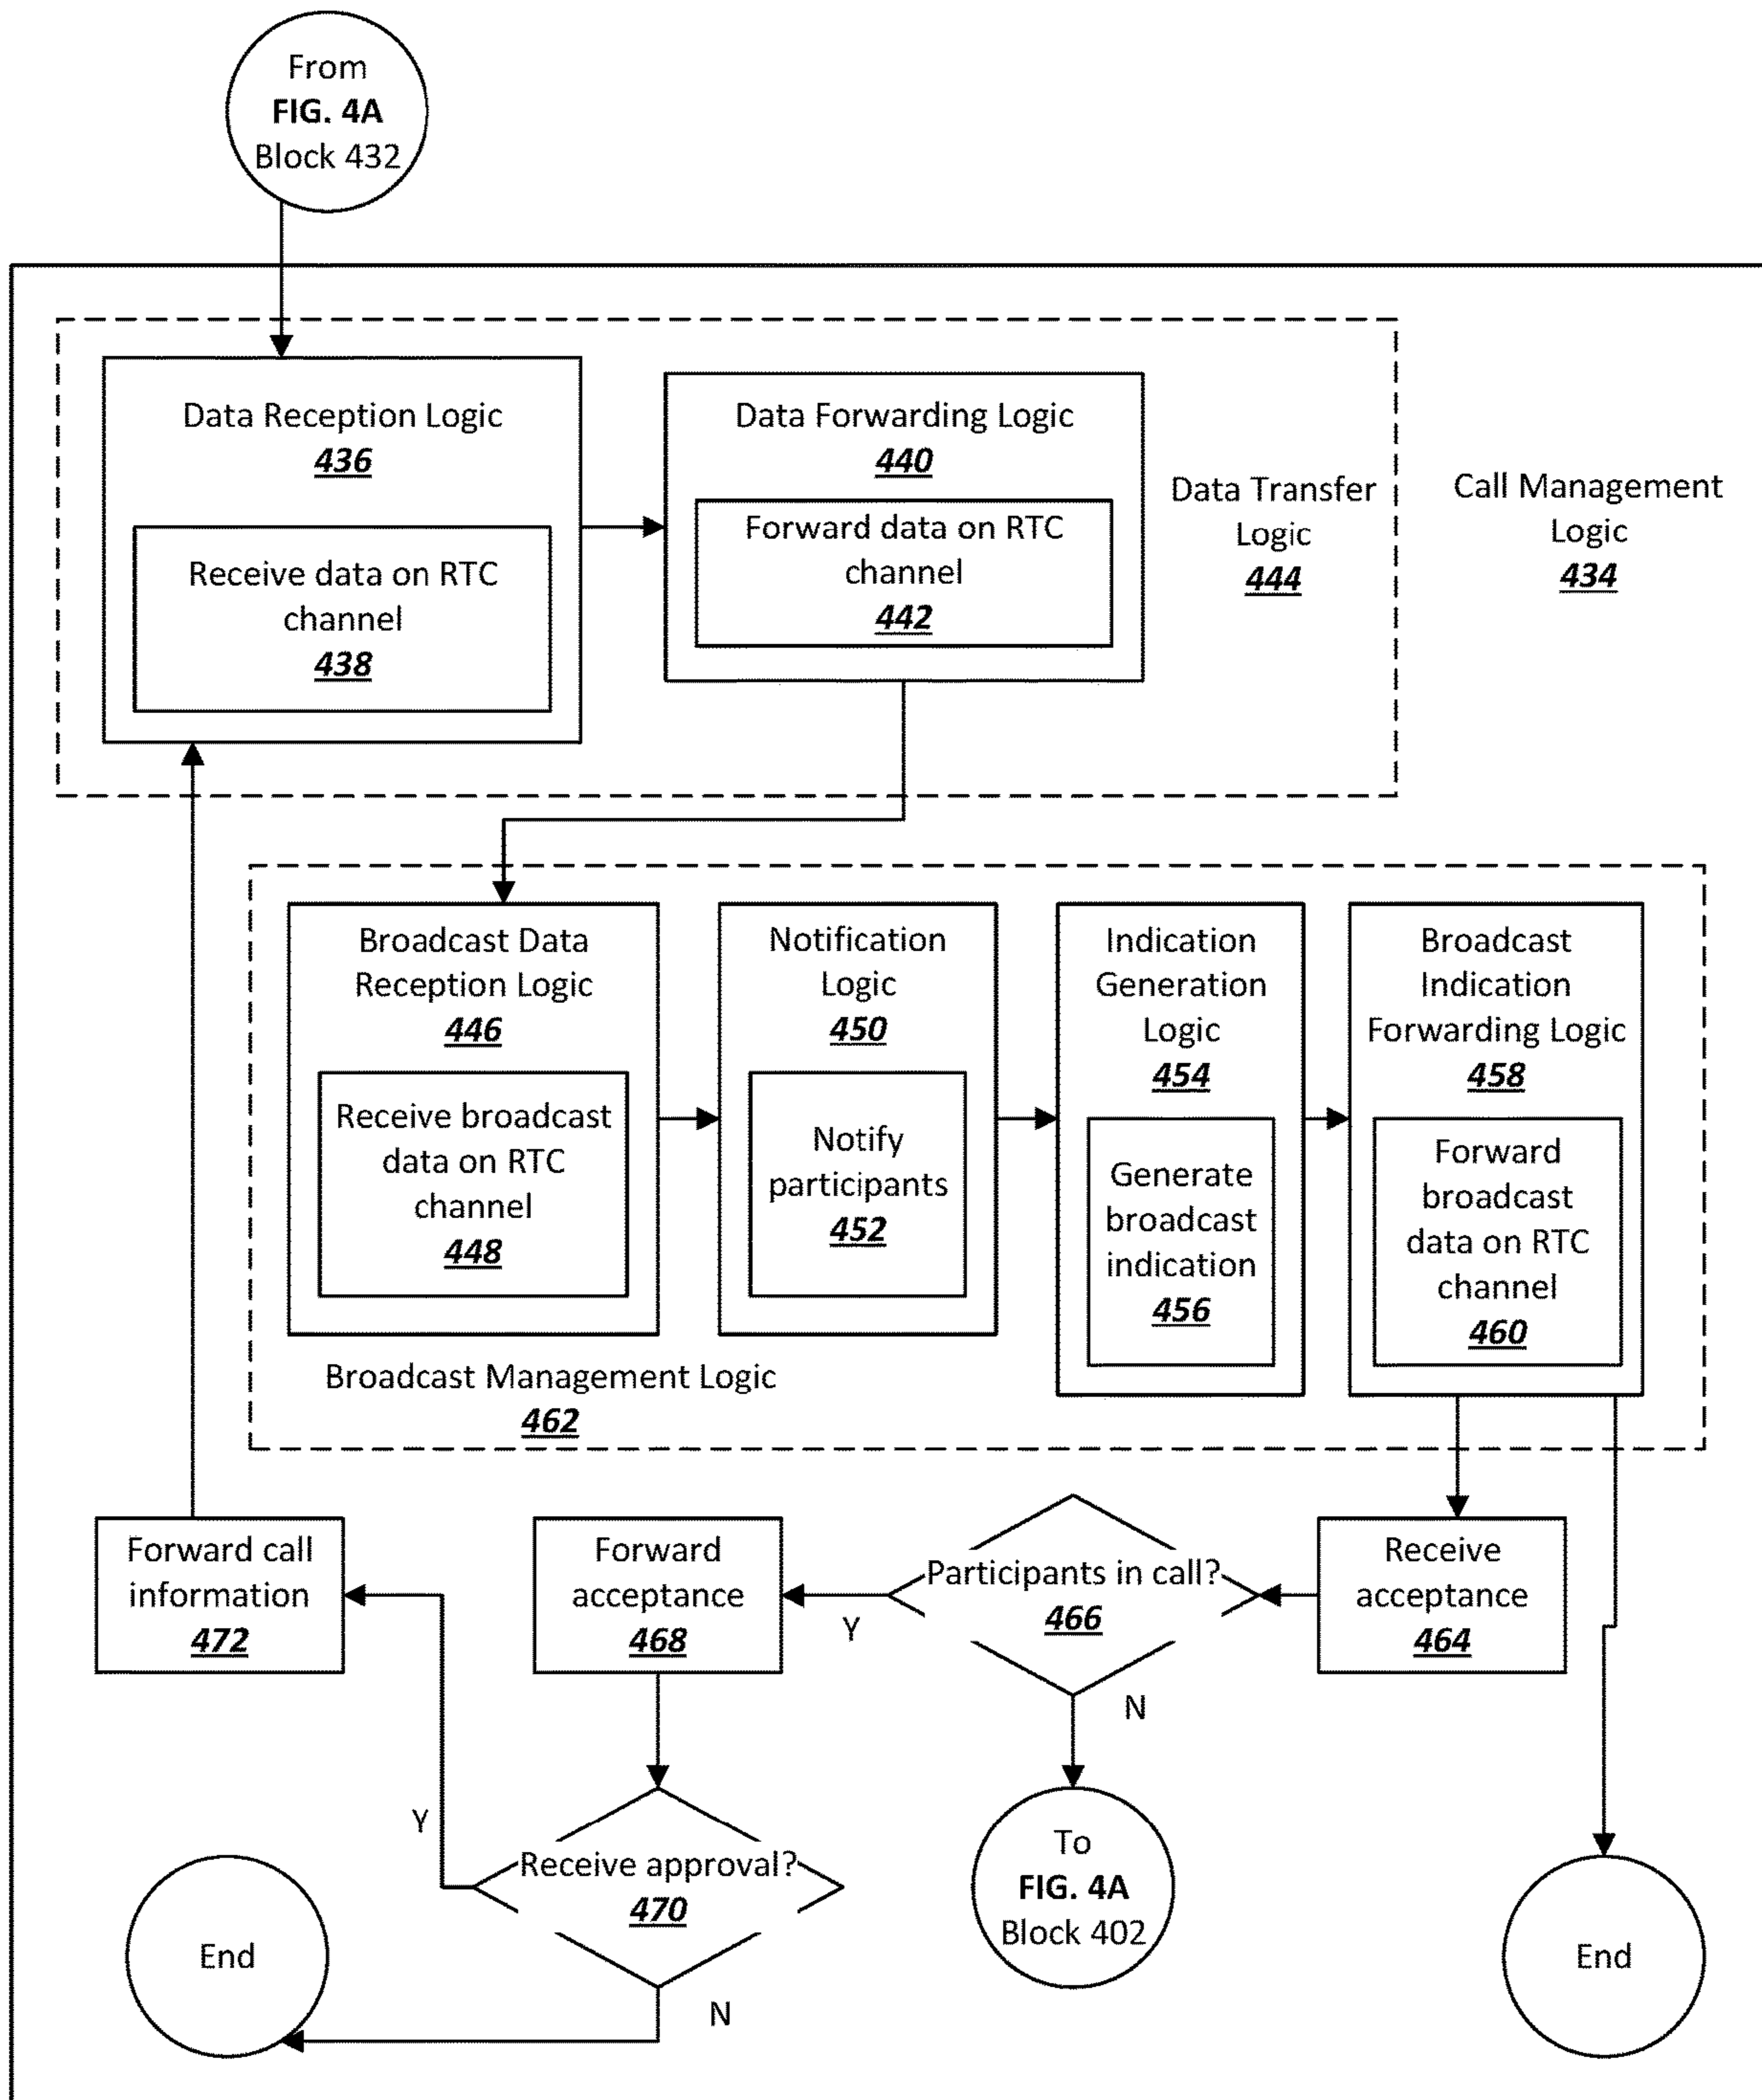 From
FIG. 4A
Block 432
Data Reception Logic
436
Receive data on RTC
channel
438
Data Forwarding Logic
440
Forward data on RTC
channel
442
Data Transfer
Logic
444
Call Management
Logic
434
Broadcast Data
Reception Logic
446
Receive broadcast
data on RTC
channel
448
Notification
Logic
450
Notify
participants
452
Indication
Generation
Logic
454
Generate
broadcast
indication
456
Broadcast
Indication
Forwarding Logic
458
Forward
broadcast
data on RTC
channel
460
Broadcast Management Logic
462
Forward call
information
472
Forward
acceptance
468
Y
Participants in call?
466
N
Receive
acceptance
464
Y
Receive approval?
470
N
To
FIG. 4A
Block 402
End
End